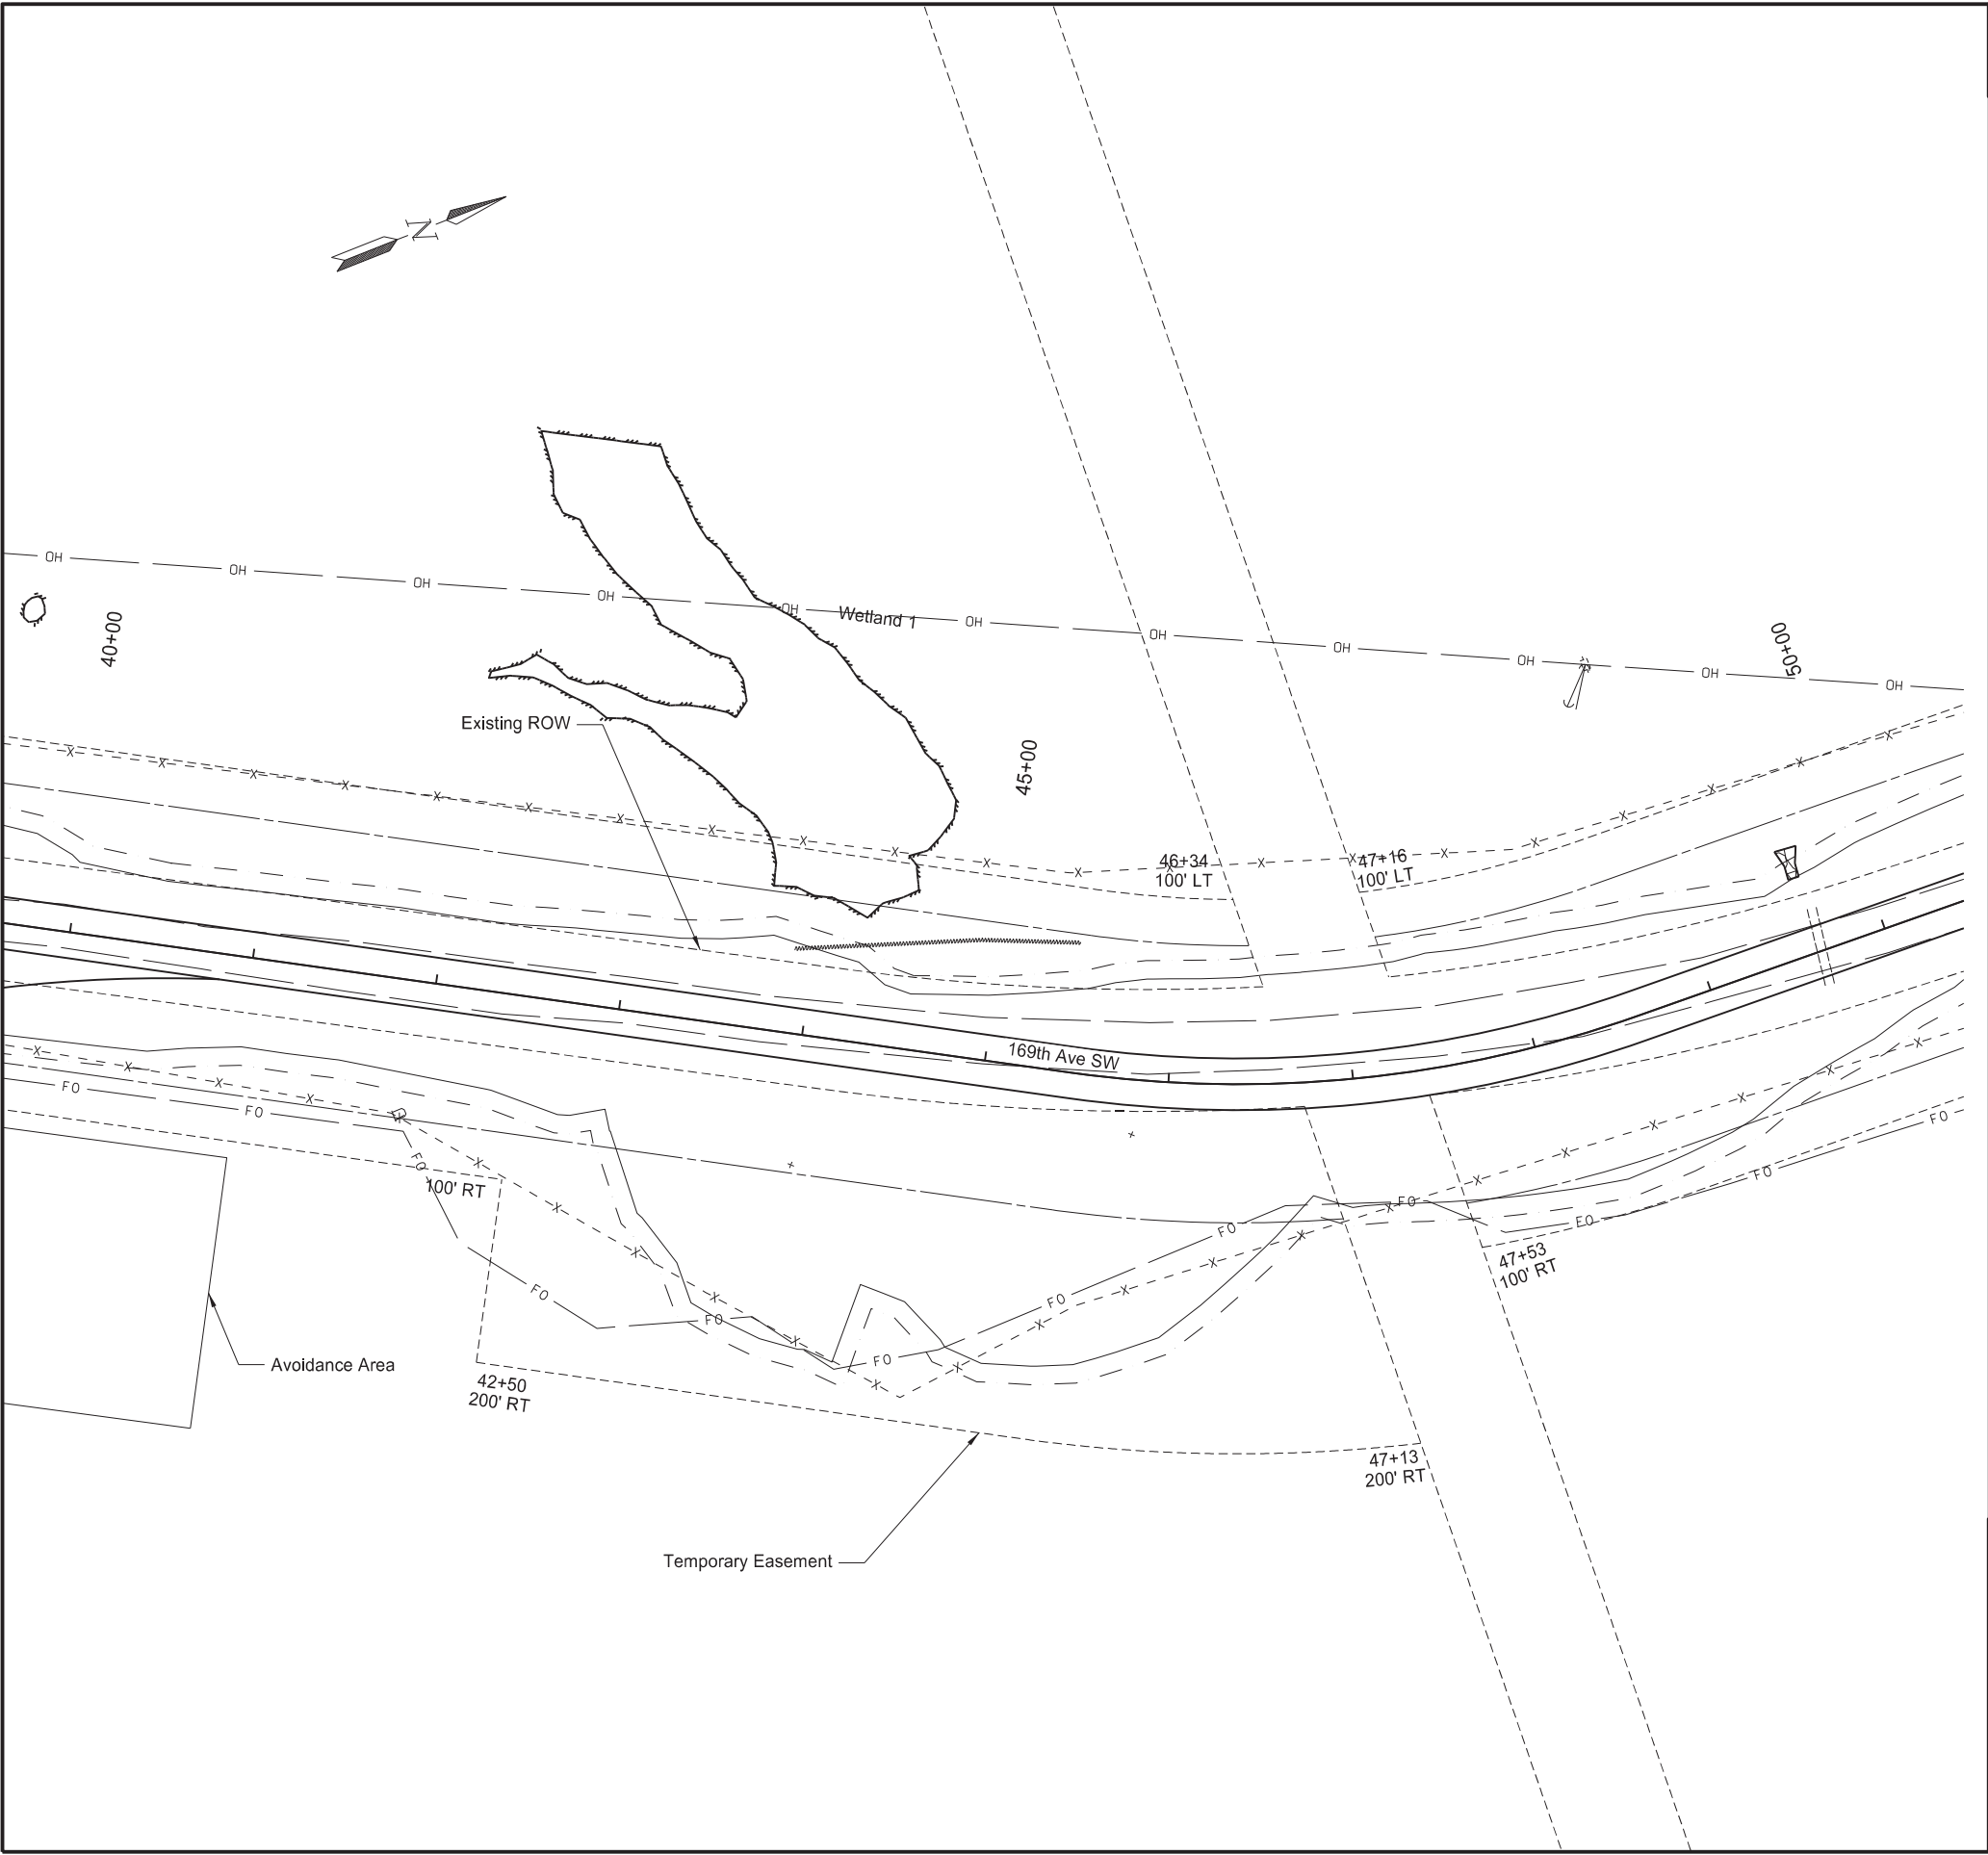 N
OH OH OH OH OH Wetland 1 OH OH OH OH OH OH
40+00
50+00
Existing ROW
45+00
X X X X X X X X X X X X X X X X X X X X X
46+34
100' LT
47+16
100' LT
169th Ave SW
X X X X X X X X X X X X X X X X X X X X X X
FO FO FO FO FO FO FO FO FO FO FO FO
100' RT
47+53
100' RT
Avoidance Area
42+50
200' RT
47+13
200' RT
Temporary Easement